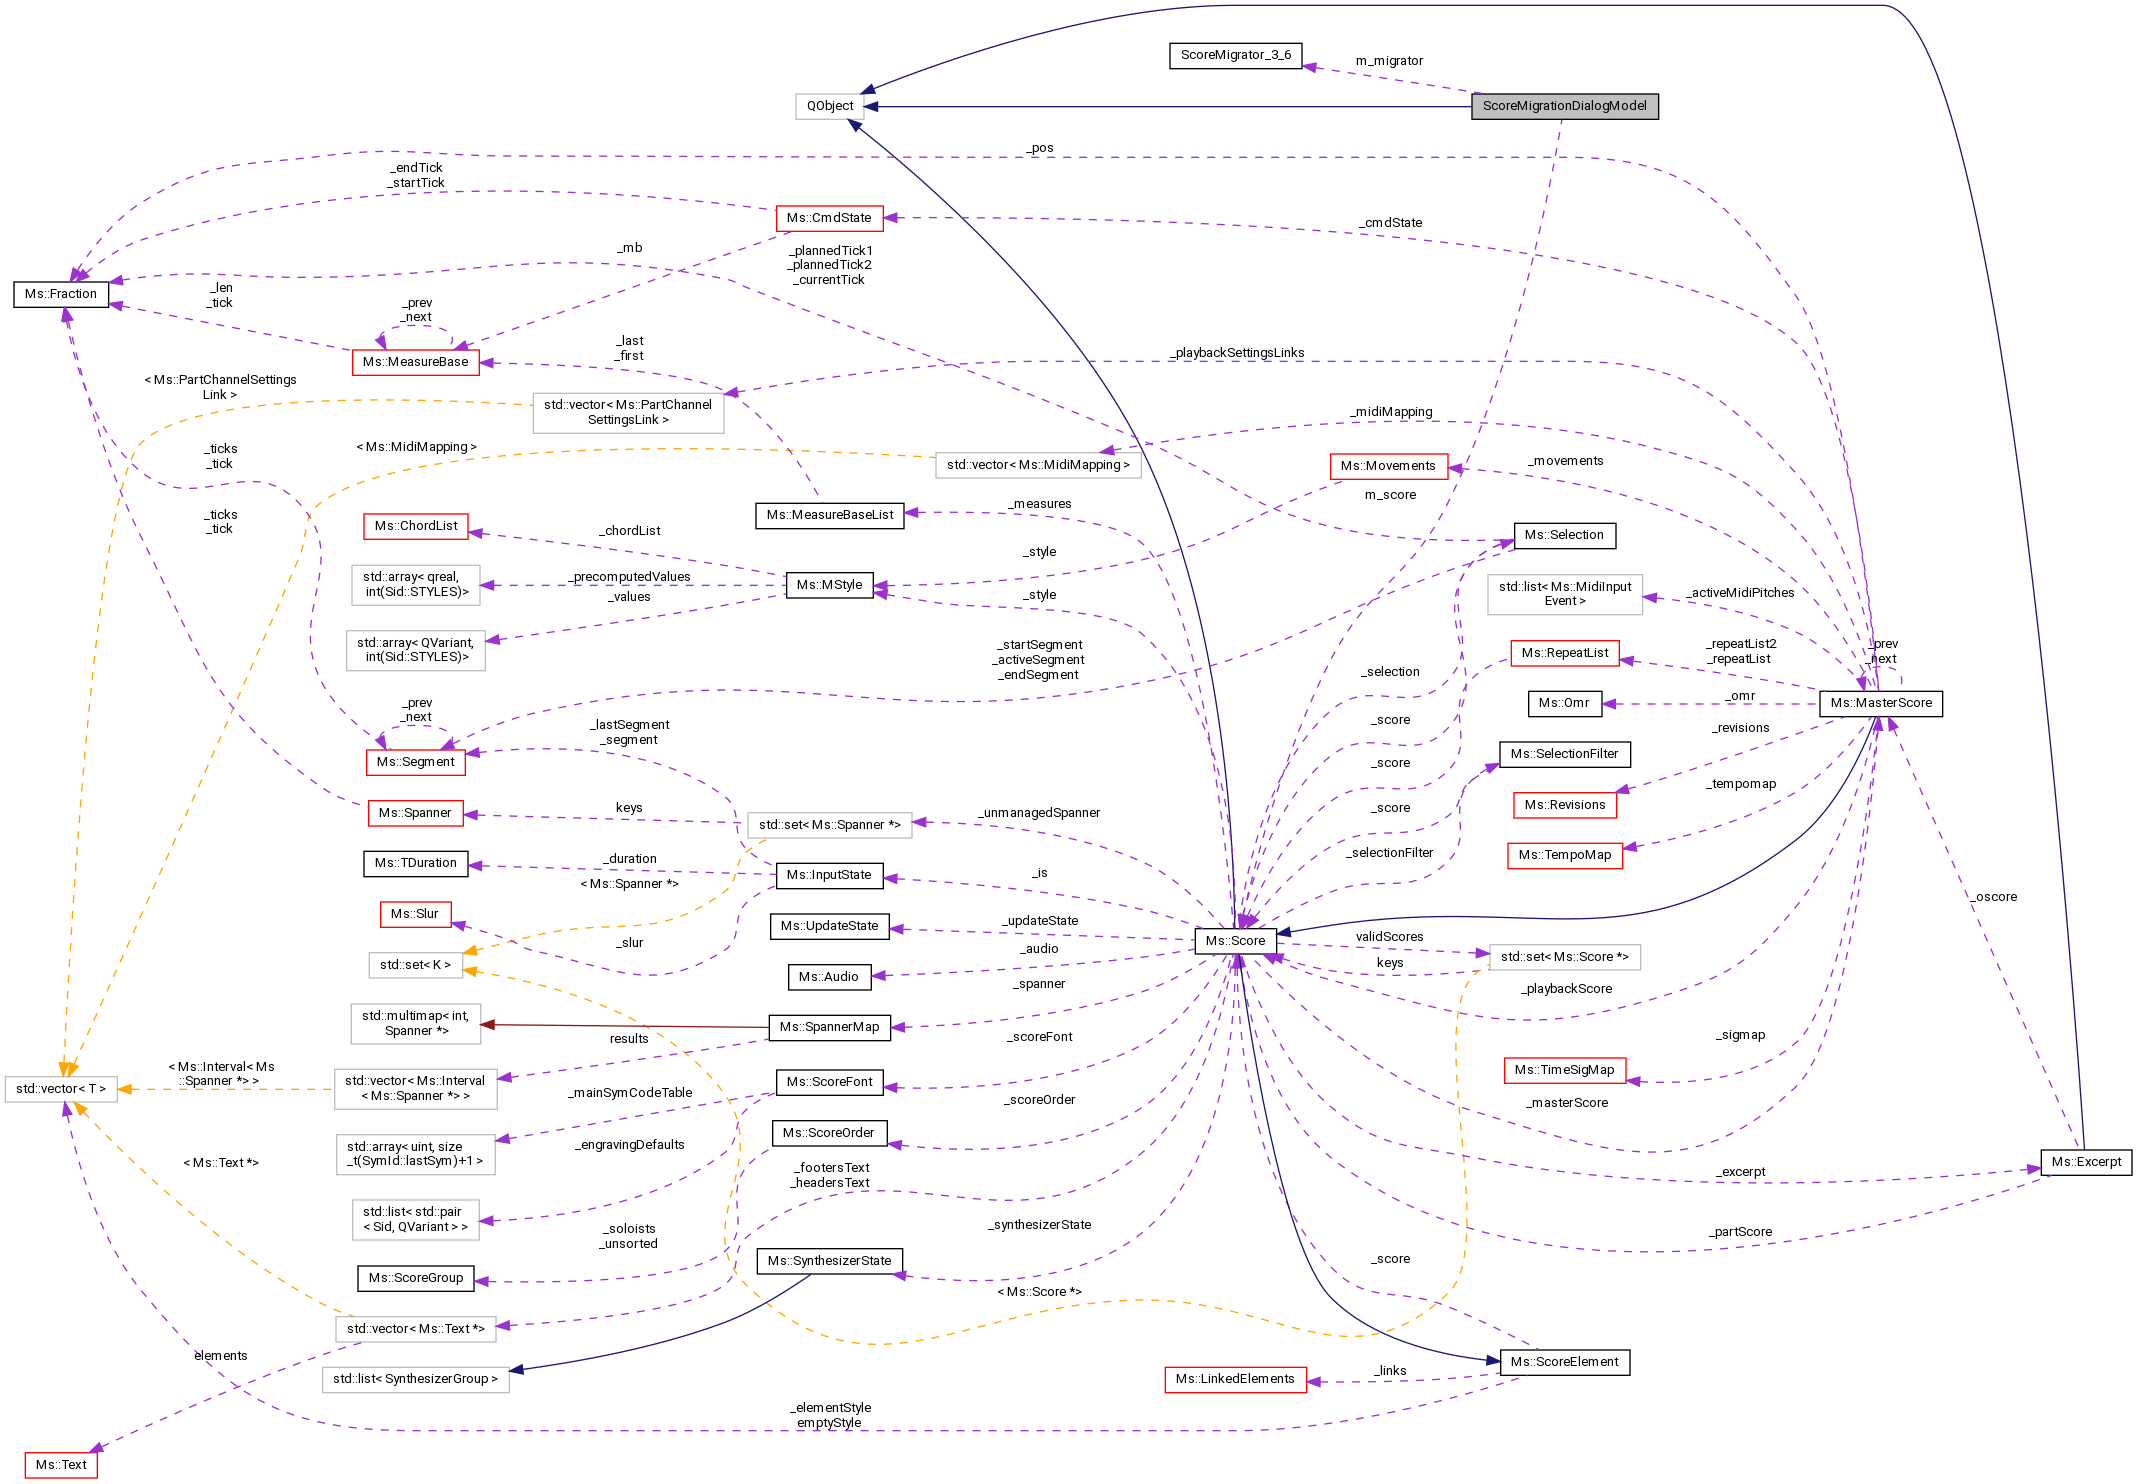 ScoreMigrator_3_6
m_migrator
QObject
ScoreMigrationDialogModel
_pos
_endTick
_startTick
Ms::CmdState
_cmdState
_mb
_plannedTick1
_plannedTick2
_currentTick
Ms::Fraction
_len
_tick
_prev
_next
Ms::MeasureBase
_last
_first
_playbackSettingsLinks
< Ms::PartChannelSettings
Link >
std::vector< Ms::PartChannel
SettingsLink >
_midiMapping
_ticks
_tick
< Ms::MidiMapping >
std::vector< Ms::MidiMapping >
Ms::Movements
_movements
m_score
_ticks
_tick
Ms::ChordList
_chordList
Ms::MeasureBaseList
_measures
Ms::Selection
_style
std::array< qreal,
int(Sid::STYLES)>
_precomputedValues
Ms::MStyle
_values
_style
std::list< Ms::MidiInput
Event >
_activeMidiPitches
std::array< QVariant,
int(Sid::STYLES)>
_startSegment
_activeSegment
_endSegment
_selection
Ms::RepeatList
_repeatList2
_repeatList
_prev
_next
_prev
_next
_lastSegment
_segment
_score
Ms::Omr
_omr
Ms::MasterScore
_revisions
Ms::Segment
_score
Ms::SelectionFilter
_tempomap
Ms::Spanner
keys
std::set< Ms::Spanner *>
_unmanagedSpanner
_score
Ms::Revisions
Ms::TDuration
_duration
< Ms::Spanner *>
Ms::InputState
_is
_selectionFilter
Ms::TempoMap
_oscore
Ms::Slur
_slur
Ms::UpdateState
_updateState
Ms::Score
validScores
keys
std::set< Ms::Score *>
std::set< K >
Ms::Audio
_audio
_spanner
_playbackScore
std::multimap< int,
Spanner *>
Ms::SpannerMap
results
_scoreFont
_sigmap
std::vector< T >
< Ms::Interval< Ms
::Spanner *> >
std::vector< Ms::Interval
< Ms::Spanner *> >
Ms::ScoreFont
_mainSymCodeTable
_scoreOrder
Ms::TimeSigMap
_masterScore
std::array< uint, size
_t(SymId::lastSym)+1 >
_engravingDefaults
Ms::ScoreOrder
< Ms::Text *>
_footersText
_headersText
_excerpt
Ms::Excerpt
std::list< std::pair
< Sid, QVariant > >
_soloists
_unsorted
_synthesizerState
_partScore
Ms::ScoreGroup
Ms::SynthesizerState
_score
< Ms::Score *>
std::vector< Ms::Text *>
elements
std::list< SynthesizerGroup >
Ms::LinkedElements
_links
Ms::ScoreElement
_elementStyle
emptyStyle
Ms::Text